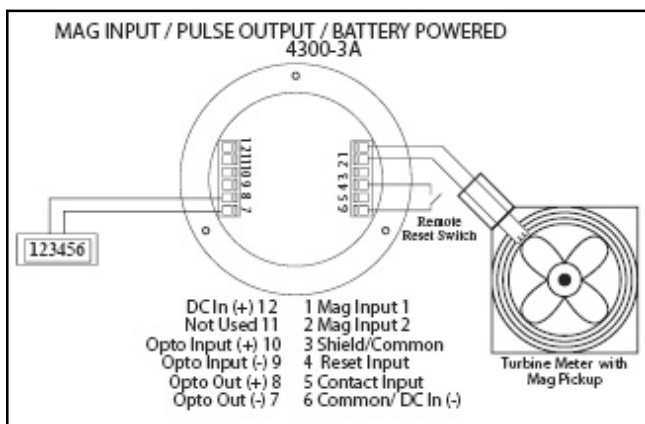 MAG INPUT / PULSE OUTPUT / BATTERY POWERED
4300-3A
12 11 10 9 8 7
6 5 4 3 2 1
123456
Remote
Reset Switch
DC In (+) 12
Not Used 11
Opto Input (+) 10
Opto Input (-) 9
Opto Out (+) 8
Opto Out (-) 7
1 Mag Input 1
2 Mag Input 2
3 Shield/Common
4 Reset Input
5 Contact Input
6 Common/ DC In (-)
Turbine Meter with
Mag Pickup